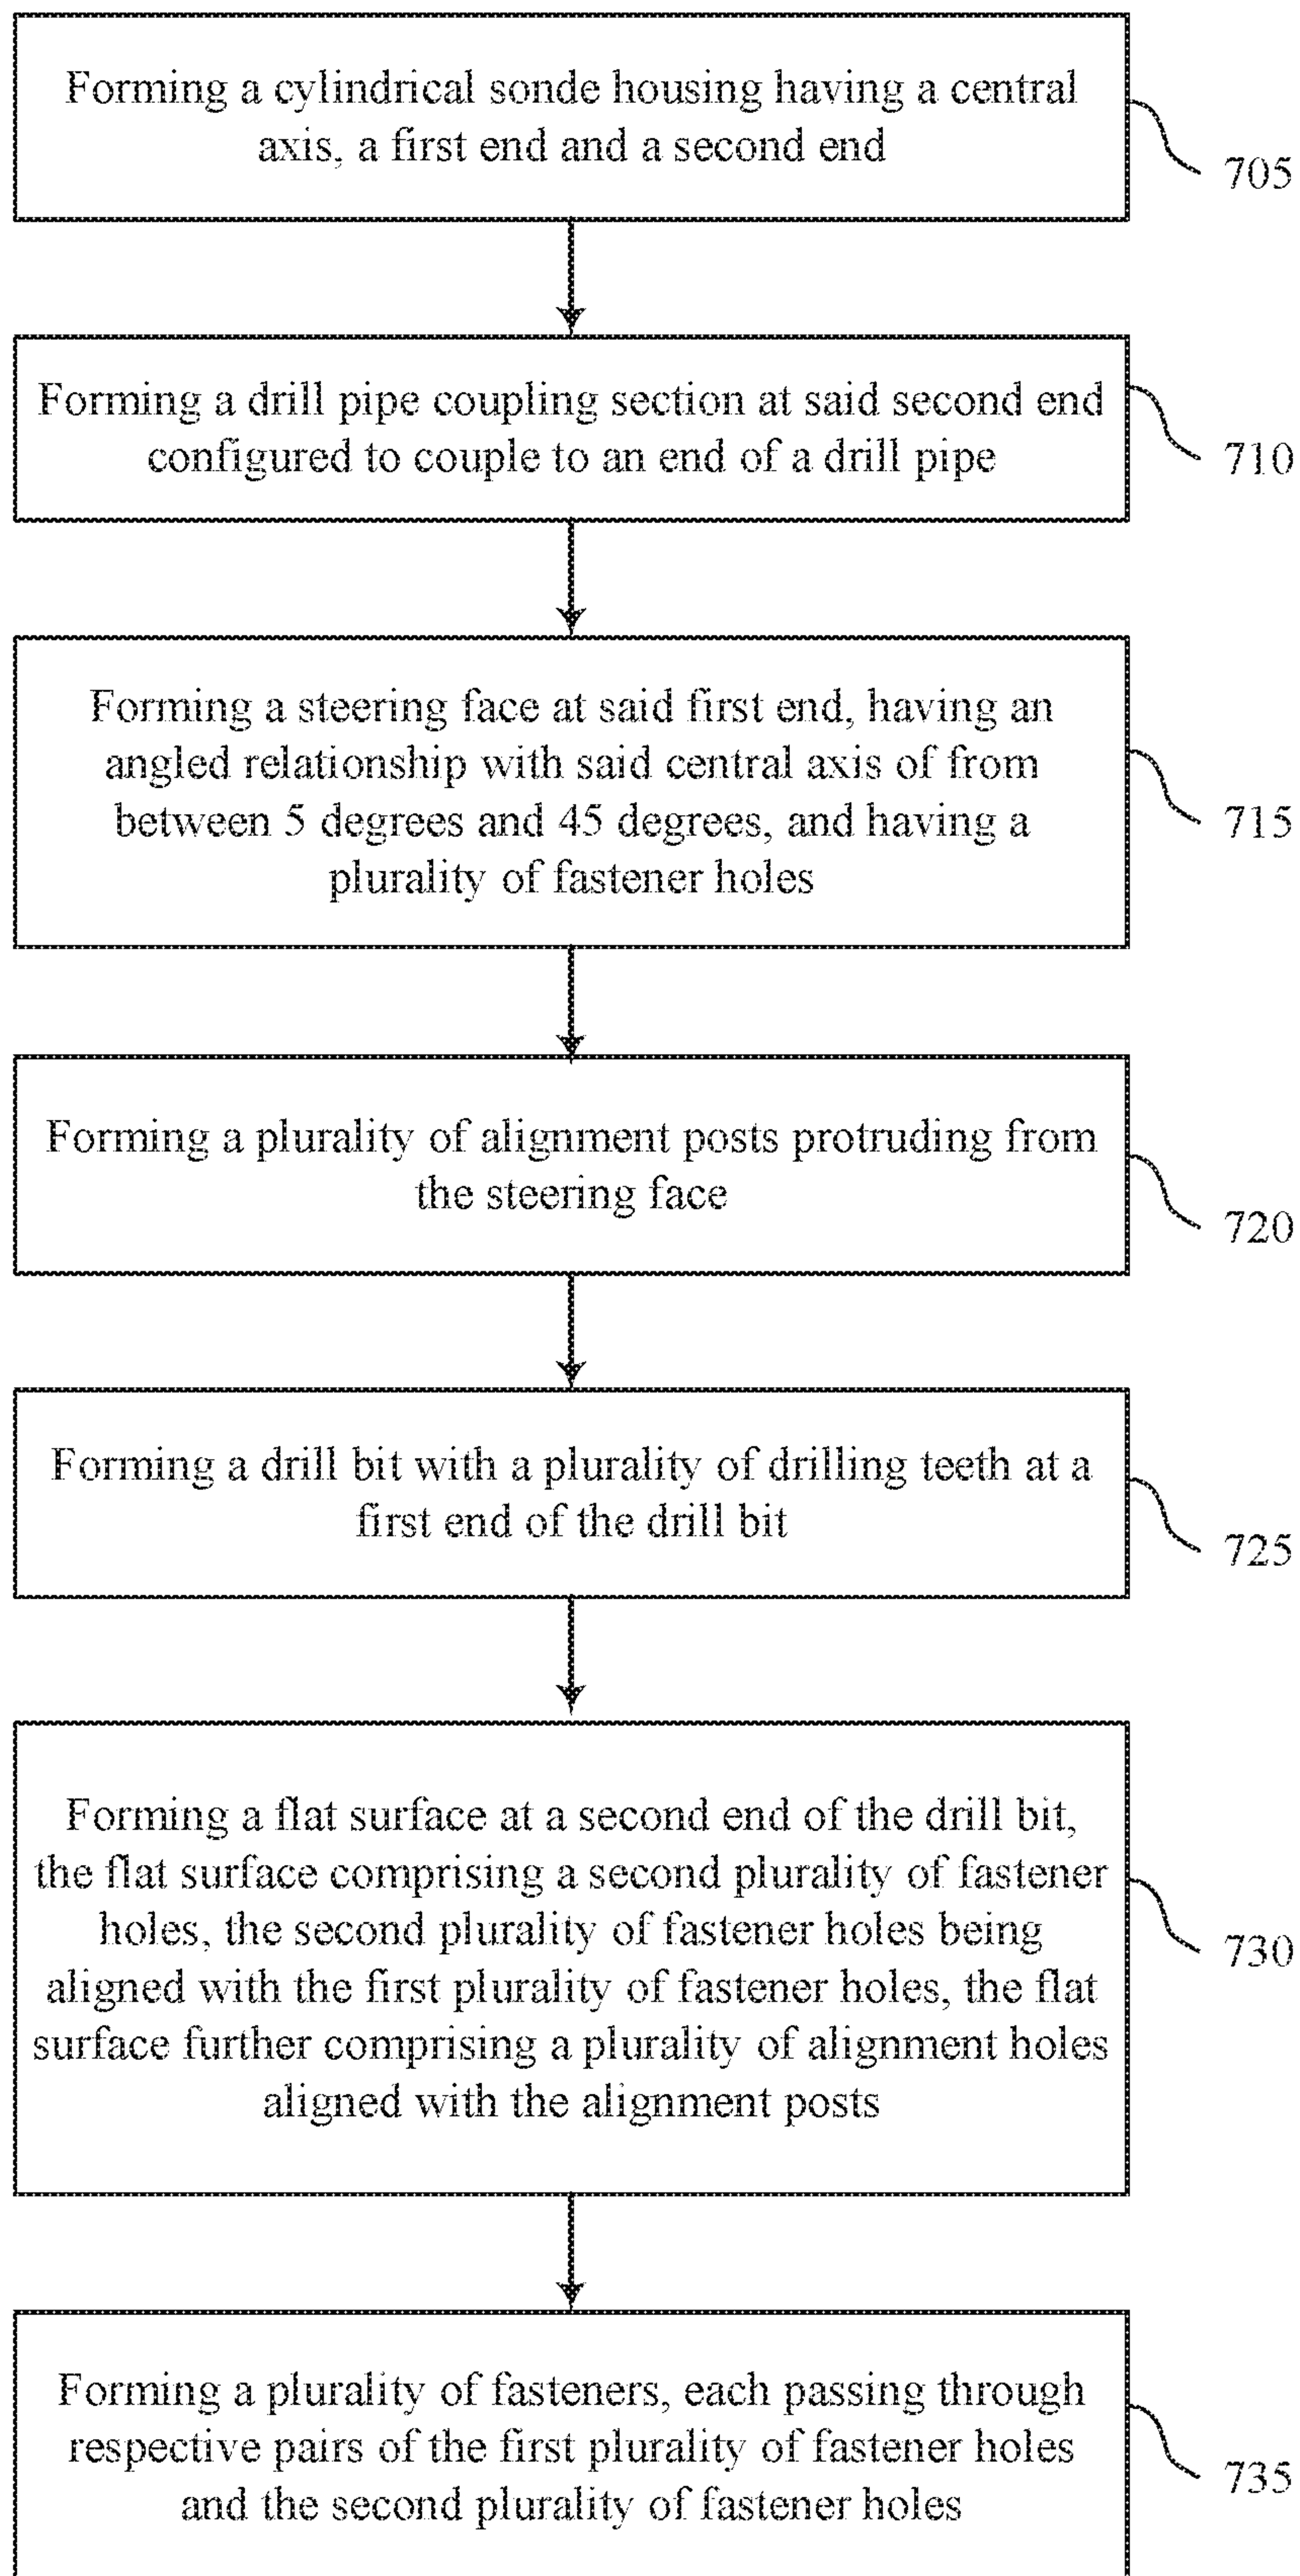 Forming a cylindrical sonde housing having a central
axis, a first end and a second end
705
Forming a drill pipe coupling section at said second end
configured to couple to an end of a drill pipe
710
Forming a steering face at said first end, having an
angled relationship with said central axis of from
between 5 degrees and 45 degrees, and having a
plurality of fastener holes
715
Forming a plurality of alignment posts protruding from
the steering face
720
Forming a drill bit with a plurality of drilling teeth at a
first end of the drill bit
725
Forming a flat surface at a second end of the drill bit,
the flat surface comprising a second plurality of fastener
holes, the second plurality of fastener holes being
aligned with the first plurality of fastener holes, the flat
surface further comprising a plurality of alignment holes
aligned with the alignment posts
730
Forming a plurality of fasteners, each passing through
respective pairs of the first plurality of fastener holes
and the second plurality of fastener holes
735